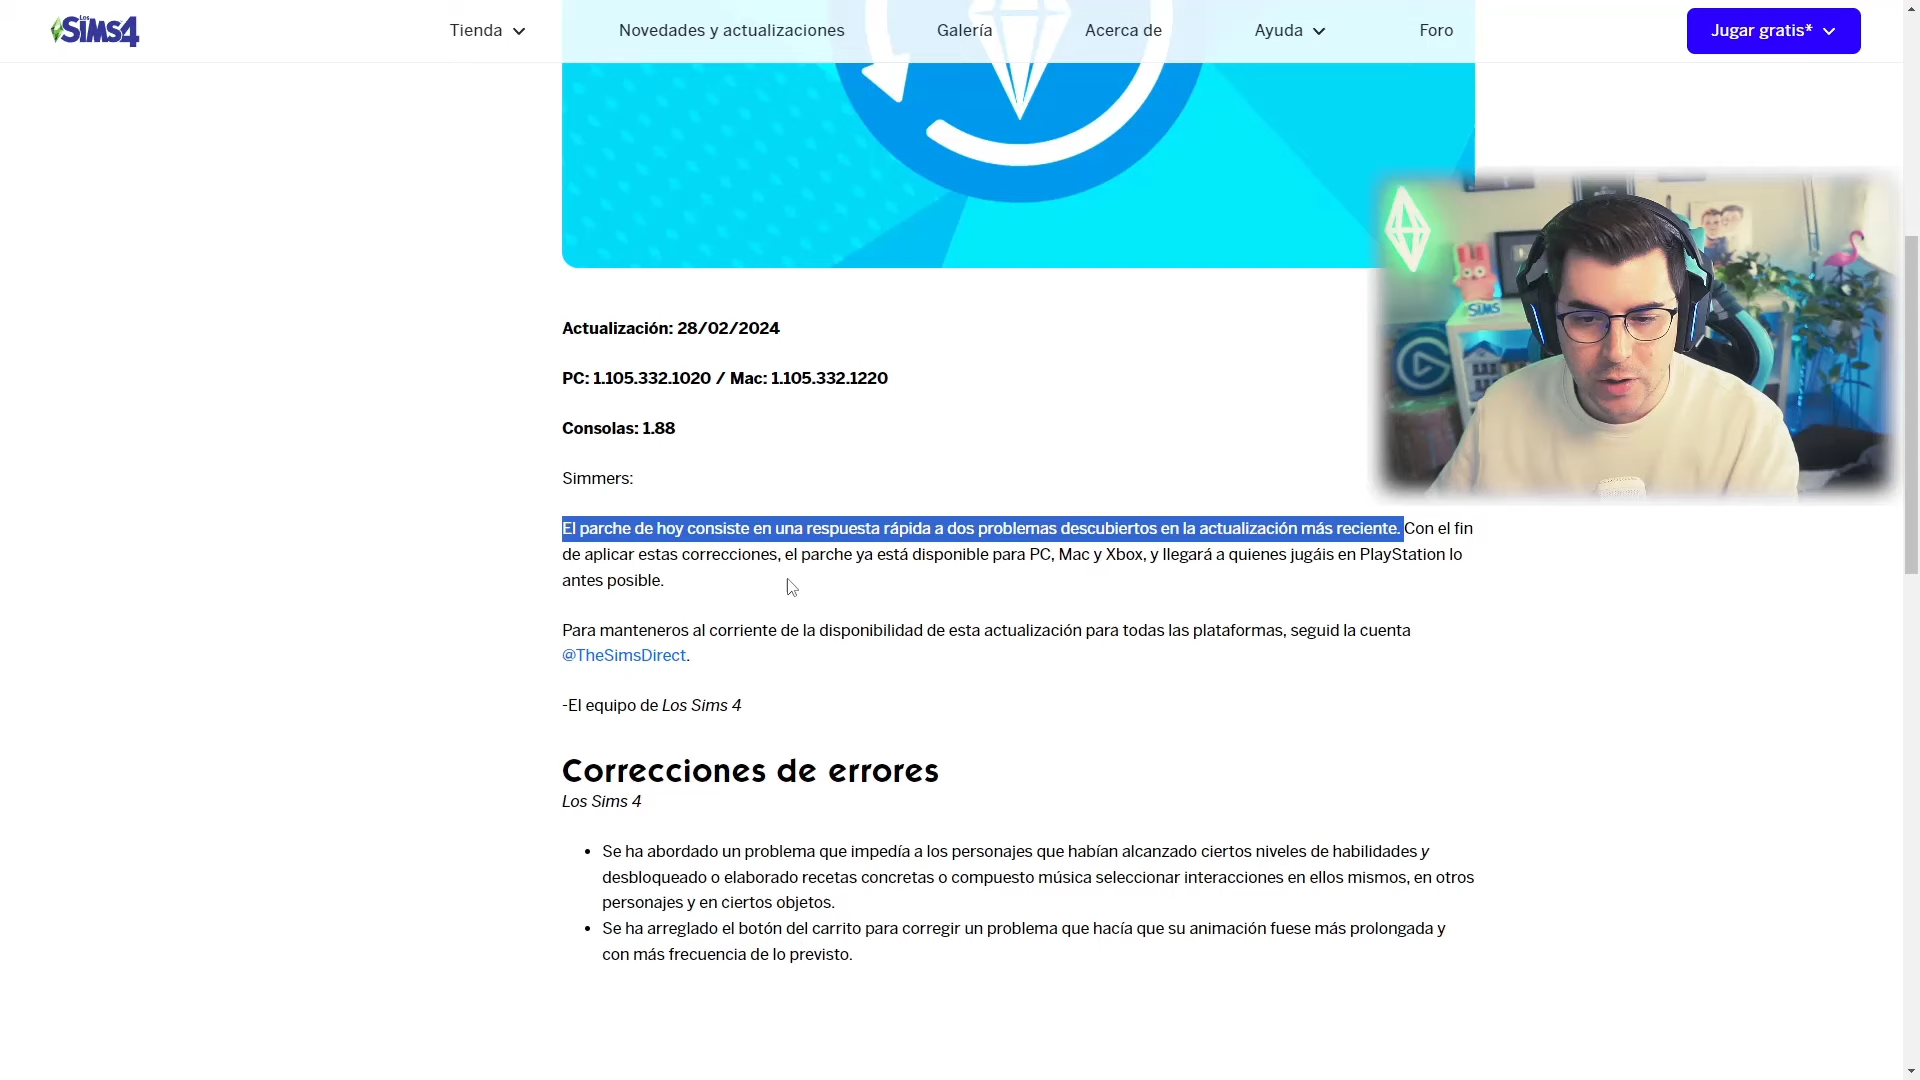 Los SiMS4
Tienda
Novedades y actualizaciones
Galería
Acerca de
Ayuda
Foro
Jugar gratis*
SIMS
Actualización: 28/02/2024
PC: 1.105.332.1020 / Mac: 1.105.332.1220
Consolas: 1.88
Simmers:
El parche de hoy consiste en una respuesta rápida a dos problemas descubiertos en la actualización más reciente. Con el fin
de aplicar estas correcciones, el parche ya está disponible para PC, Mac y Xbox, y llegará a quienes jugáis en PlayStation lo
antes posible.
Para manteneros al corriente de la disponibilidad de esta actualización para todas las plataformas, seguid la cuenta
@TheSimsDirect.
-El equipo de Los Sims 4
Correcciones de errores
Los Sims 4
• Se ha abordado un problema que impedía a los personajes que habían alcanzado ciertos niveles de habilidades y
desbloqueado o elaborado recetas concretas o compuesto música seleccionar interacciones en ellos mismos, en otros
personajes y en ciertos objetos.
• Se ha arreglado el botón del carrito para corregir un problema que hacía que su animación fuese más prolongada y
con más frecuencia de lo previsto.